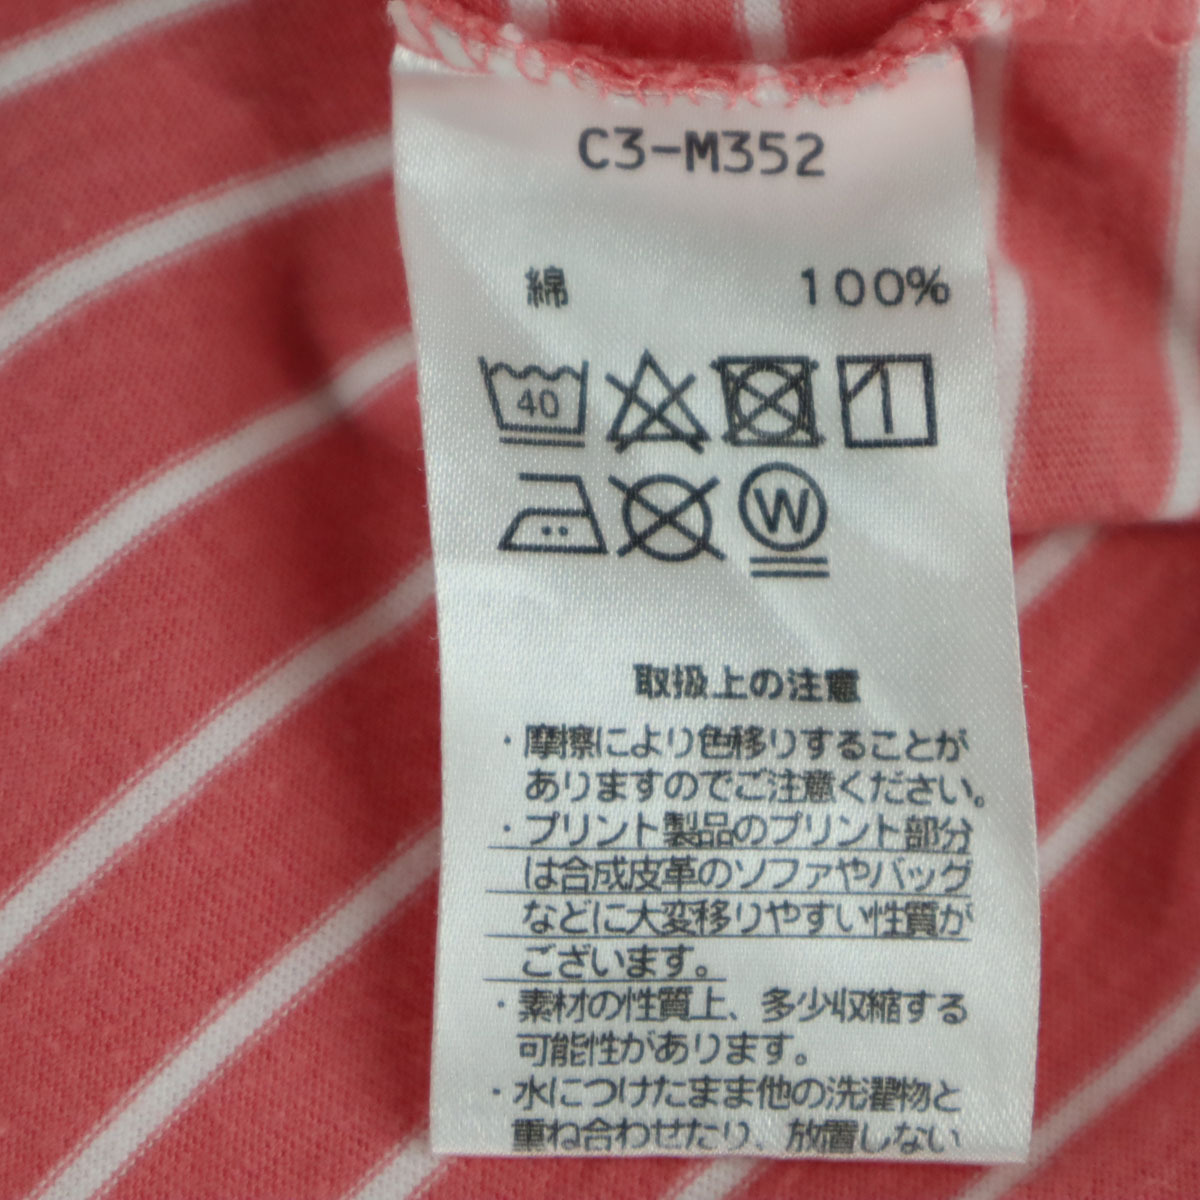 C3-M352
綿 100%
40
W
取扱上の注意
・摩擦により色移りすることが
ありますのでご注意ください。
・プリント製品のプリント部分
は合成皮革のソファやバッグ
などに大変移りやすい性質が
ございます。
・素材の性質上、多少収縮する
可能性があります。
・水につけたまま他の洗濯物と
重ね合わせたり、放置しない